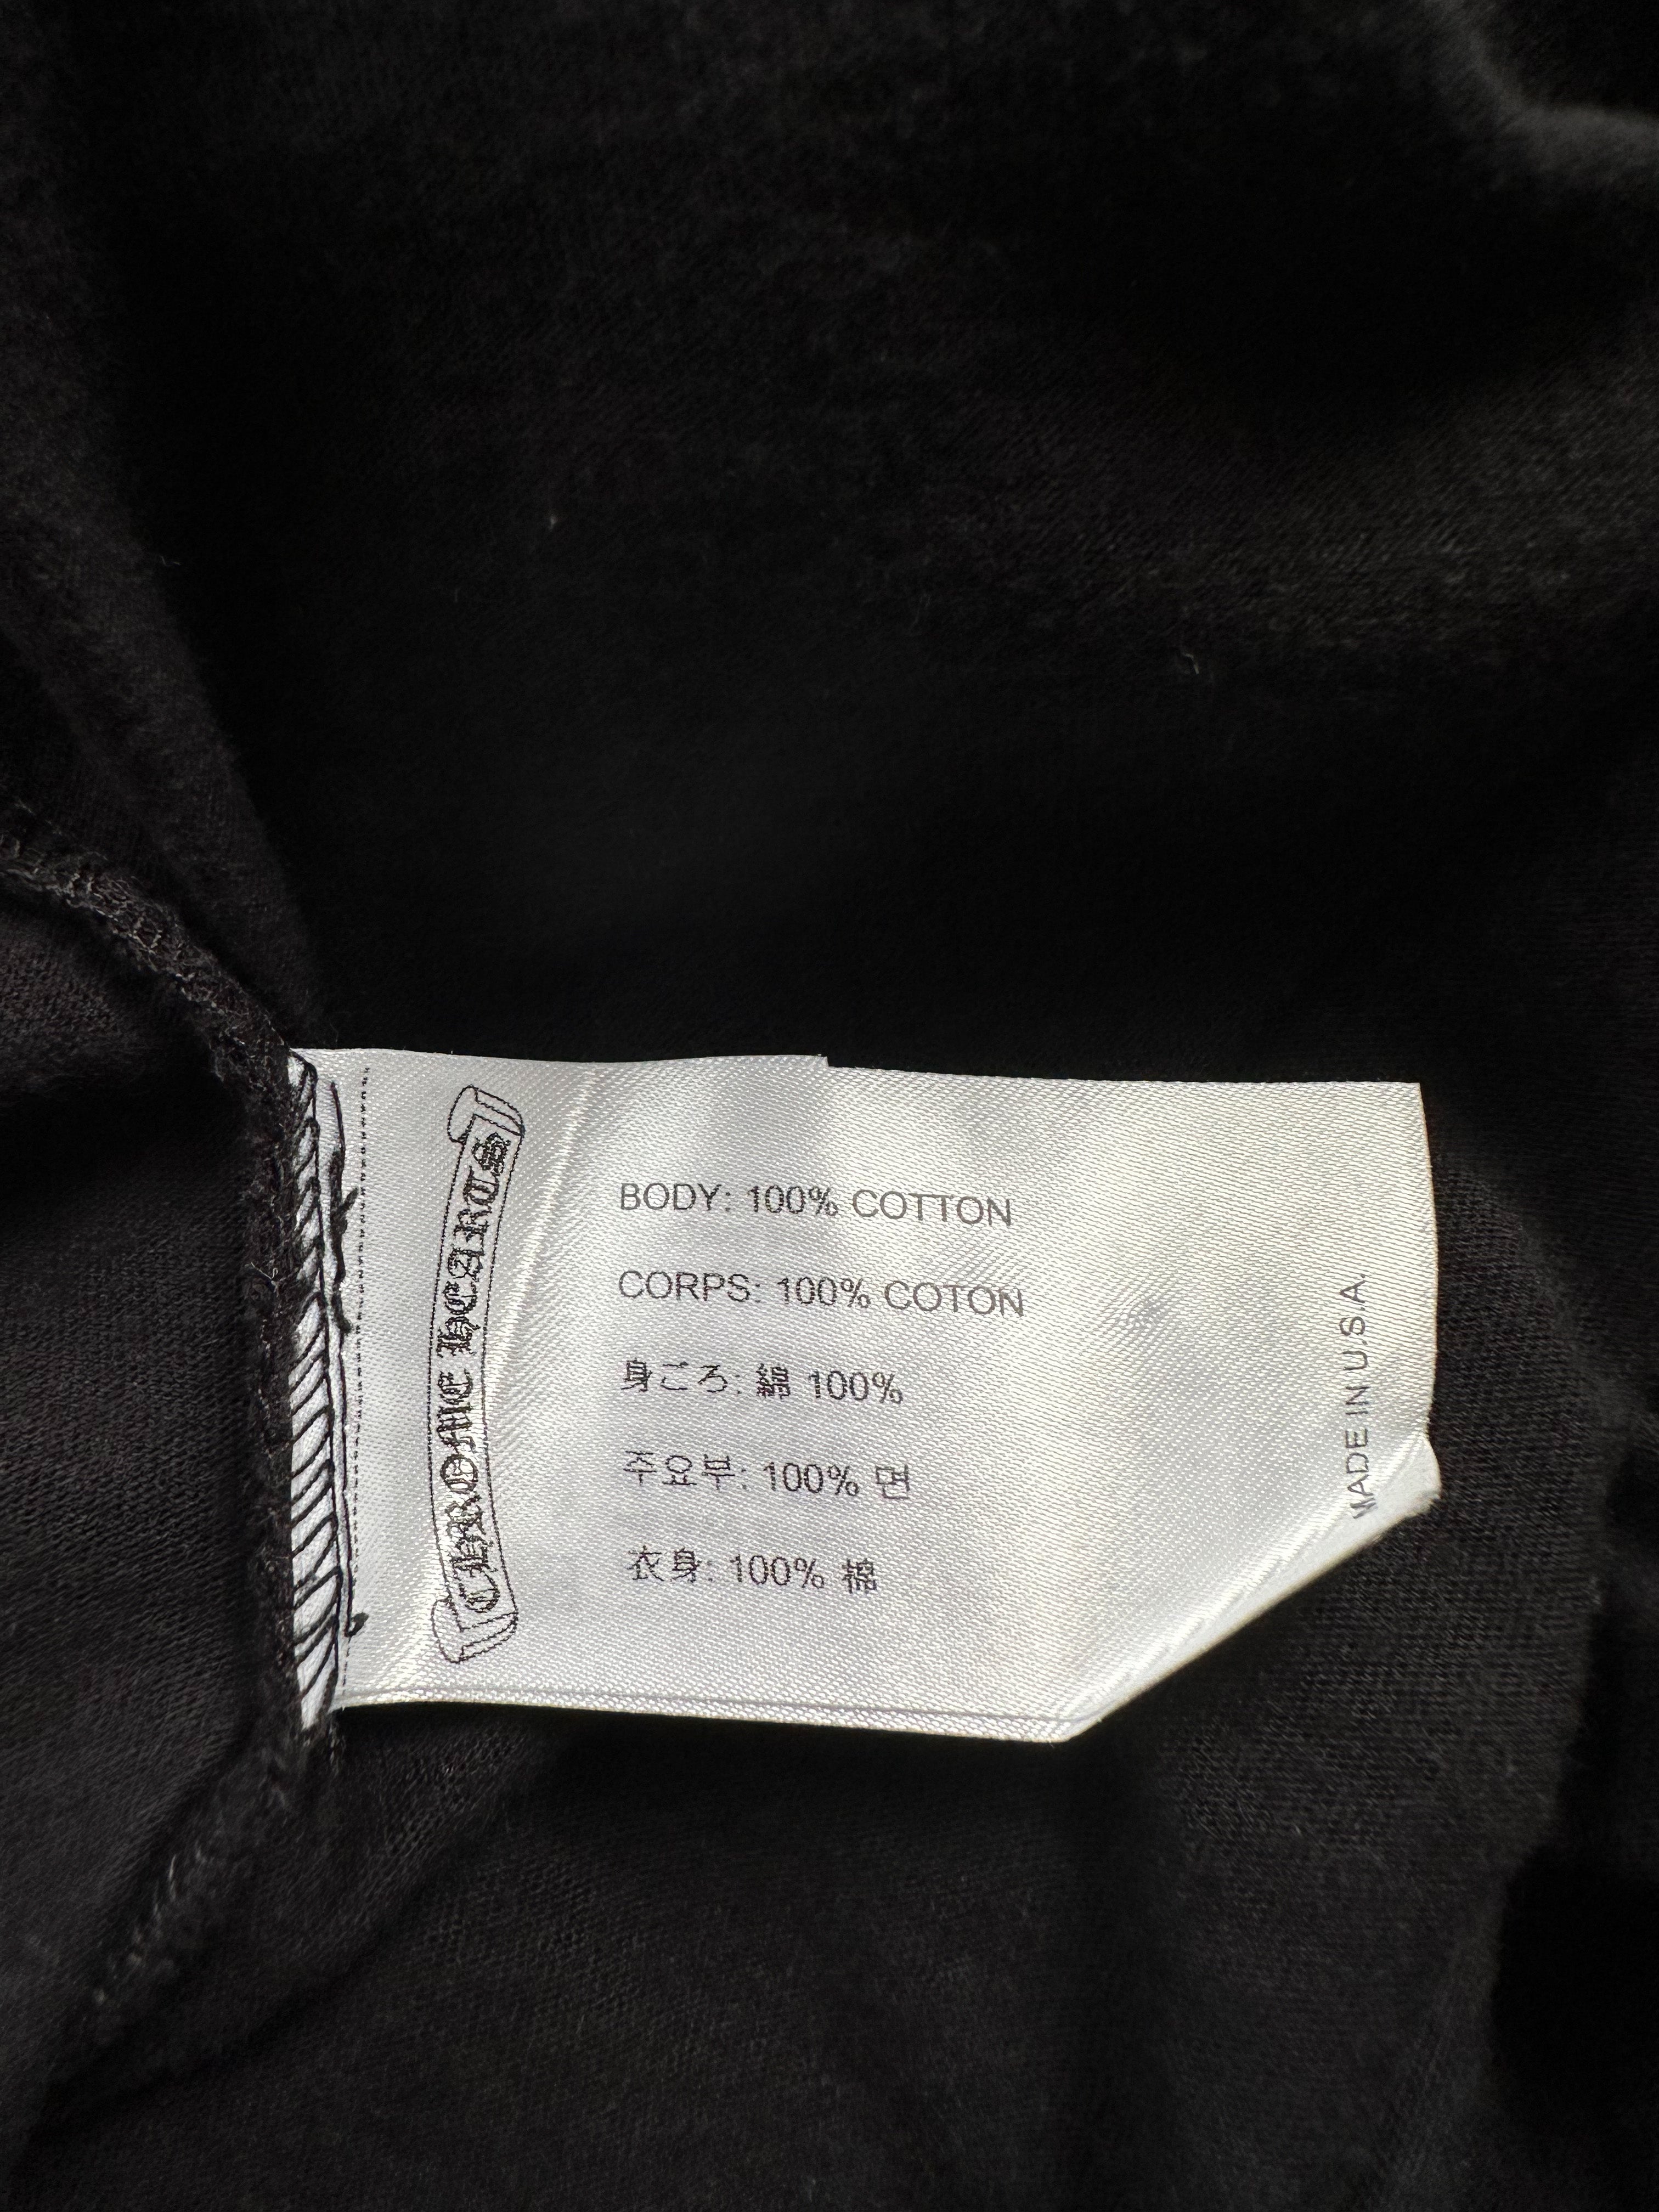 CHROME HEARTS
BODY: 100% COTTON
CORPS: 100% COTON
身ごろ: 綿 100%
주요부: 100% 면
衣身: 100% 棉
MADE IN U.S.A.